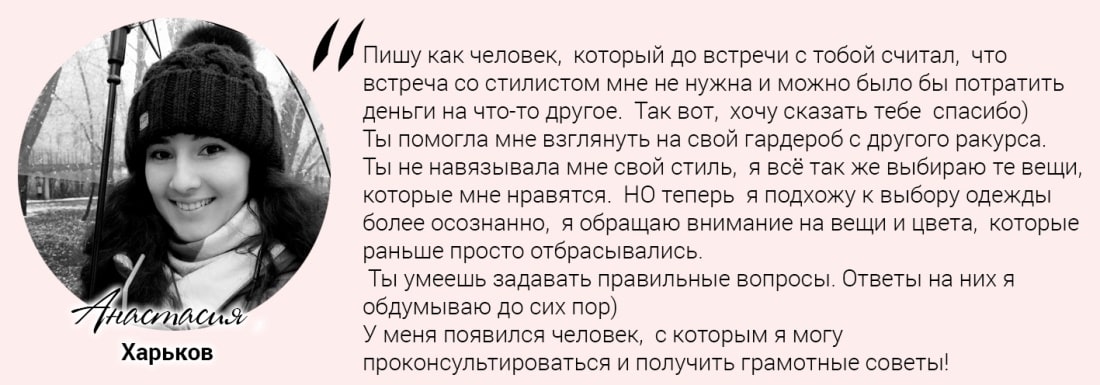 Пишу как человек, который до встречи с тобой считал, что
встреча со стилистом мне не нужна и можно было бы потратить
деньги на что-то другое. Так вот, хочу сказать тебе спасибо)
Ты помогла мне взглянуть на свой гардероб с другого ракурса.
Ты не навязывала мне свой стиль, я всё так же выбираю те вещи,
которые мне нравятся. НО теперь я подхожу к выбору одежды
более осознанно, я обращаю внимание на вещи и цвета, которые
раньше просто отбрасывались.
Ты умеешь задавать правильные вопросы. Ответы на них я
обдумываю до сих пор)
У меня появился человек, с которым я могу
проконсультироваться и получить грамотные советы!
Анастасия
Харьков